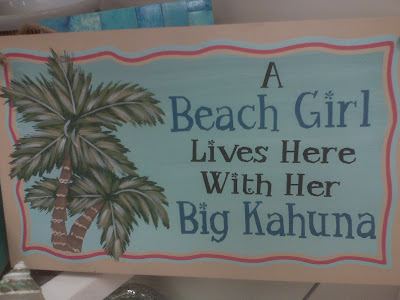 A
Beach Girl
Lives Here
With Her
Big Kahuna